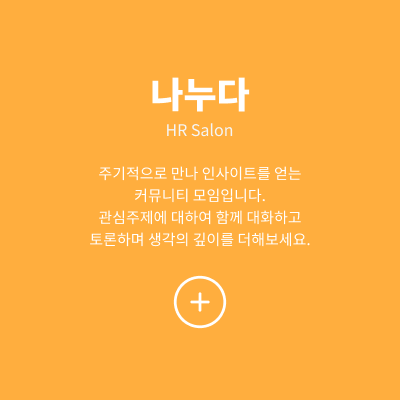 나누다
HR Salon
주기적으로 만나 인사이트를 얻는
커뮤니티 모임입니다.
관심주제에 대하여 함께 대화하고
토론하며 생각의 깊이를 더해보세요.